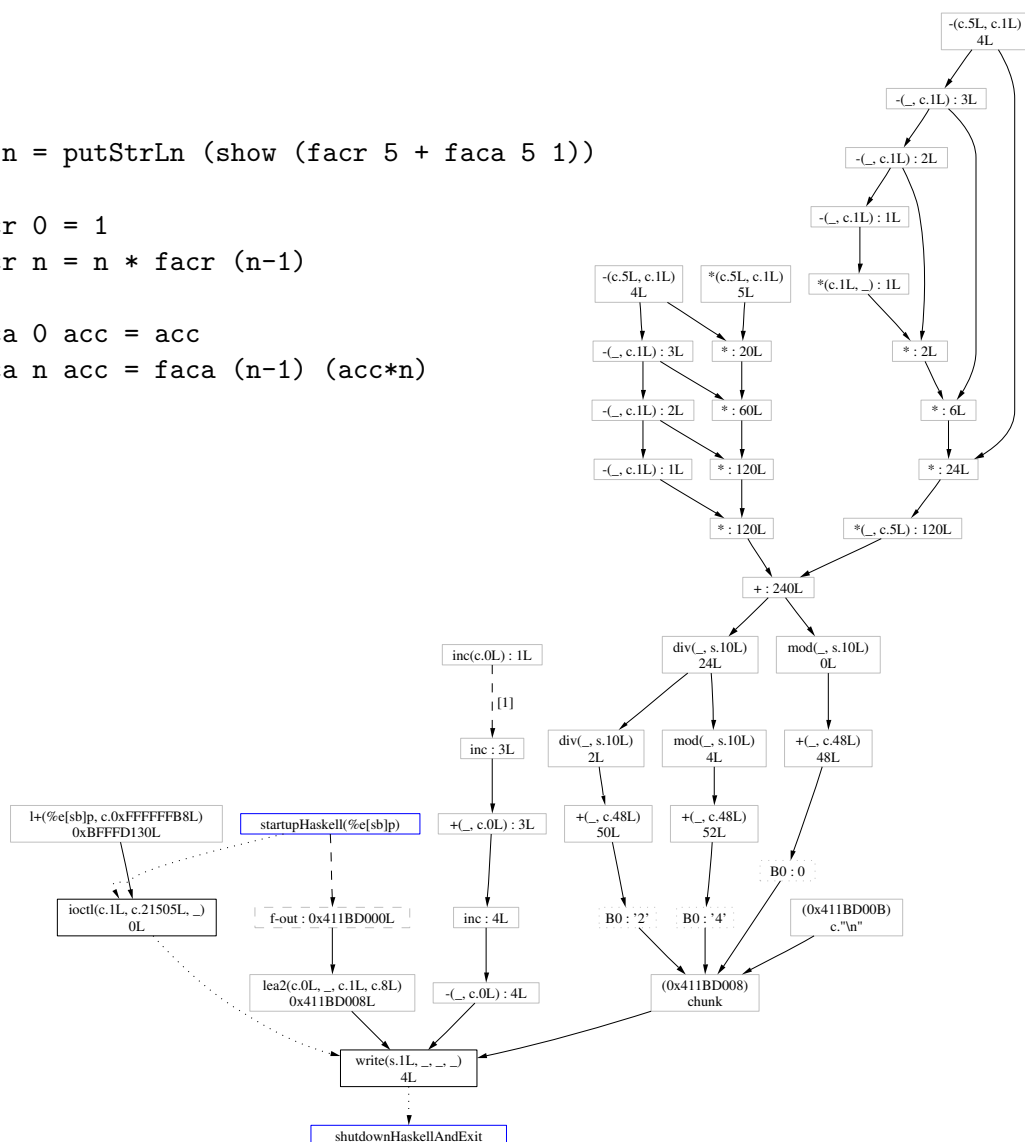 n = putStrLn (show (facr 5 + faca 5 1))
r 0 = 1
r n = n * facr (n-1)
a 0 acc = acc
a n acc = faca (n-1) (acc*n)
-(c.5L, c.1L)
4L
-(_, c.1L) : 3L
-(_, c.1L) : 2L
-(_, c.1L) : 1L
*(c.1L, _) : 1L
-(c.5L, c.1L)
4L
*(c.5L, c.1L)
5L
-(_, c.1L) : 3L
* : 20L
* : 2L
-(_, c.1L) : 2L
* : 60L
* : 6L
-(_, c.1L) : 1L
* : 120L
* : 24L
* : 120L
*(_, c.5L) : 120L
+ : 240L
inc(c.0L) : 1L
div(_, s.10L)
24L
mod(_, s.10L)
0L
[1]
inc : 3L
div(_, s.10L)
2L
mod(_, s.10L)
4L
+(_, c.48L)
48L
l+(%e[sb]p, c.0xFFFFFFB8L)
0xBFFFD130L
startupHaskell(%e[sb]p)
+(_, c.0L) : 3L
+(_, c.48L)
50L
+(_, c.48L)
52L
B0 : 0
ioctl(c.1L, c.21505L, _)
0L
f-out : 0x411BD000L
inc : 4L
B0 : '2'
B0 : '4'
(0x411BD00B)
c."\n"
lea2(c.0L, _, c.1L, c.8L)
0x411BD008L
-(_, c.0L) : 4L
(0x411BD008)
chunk
write(s.1L, _, _, _)
4L
shutdownHaskellAndExit